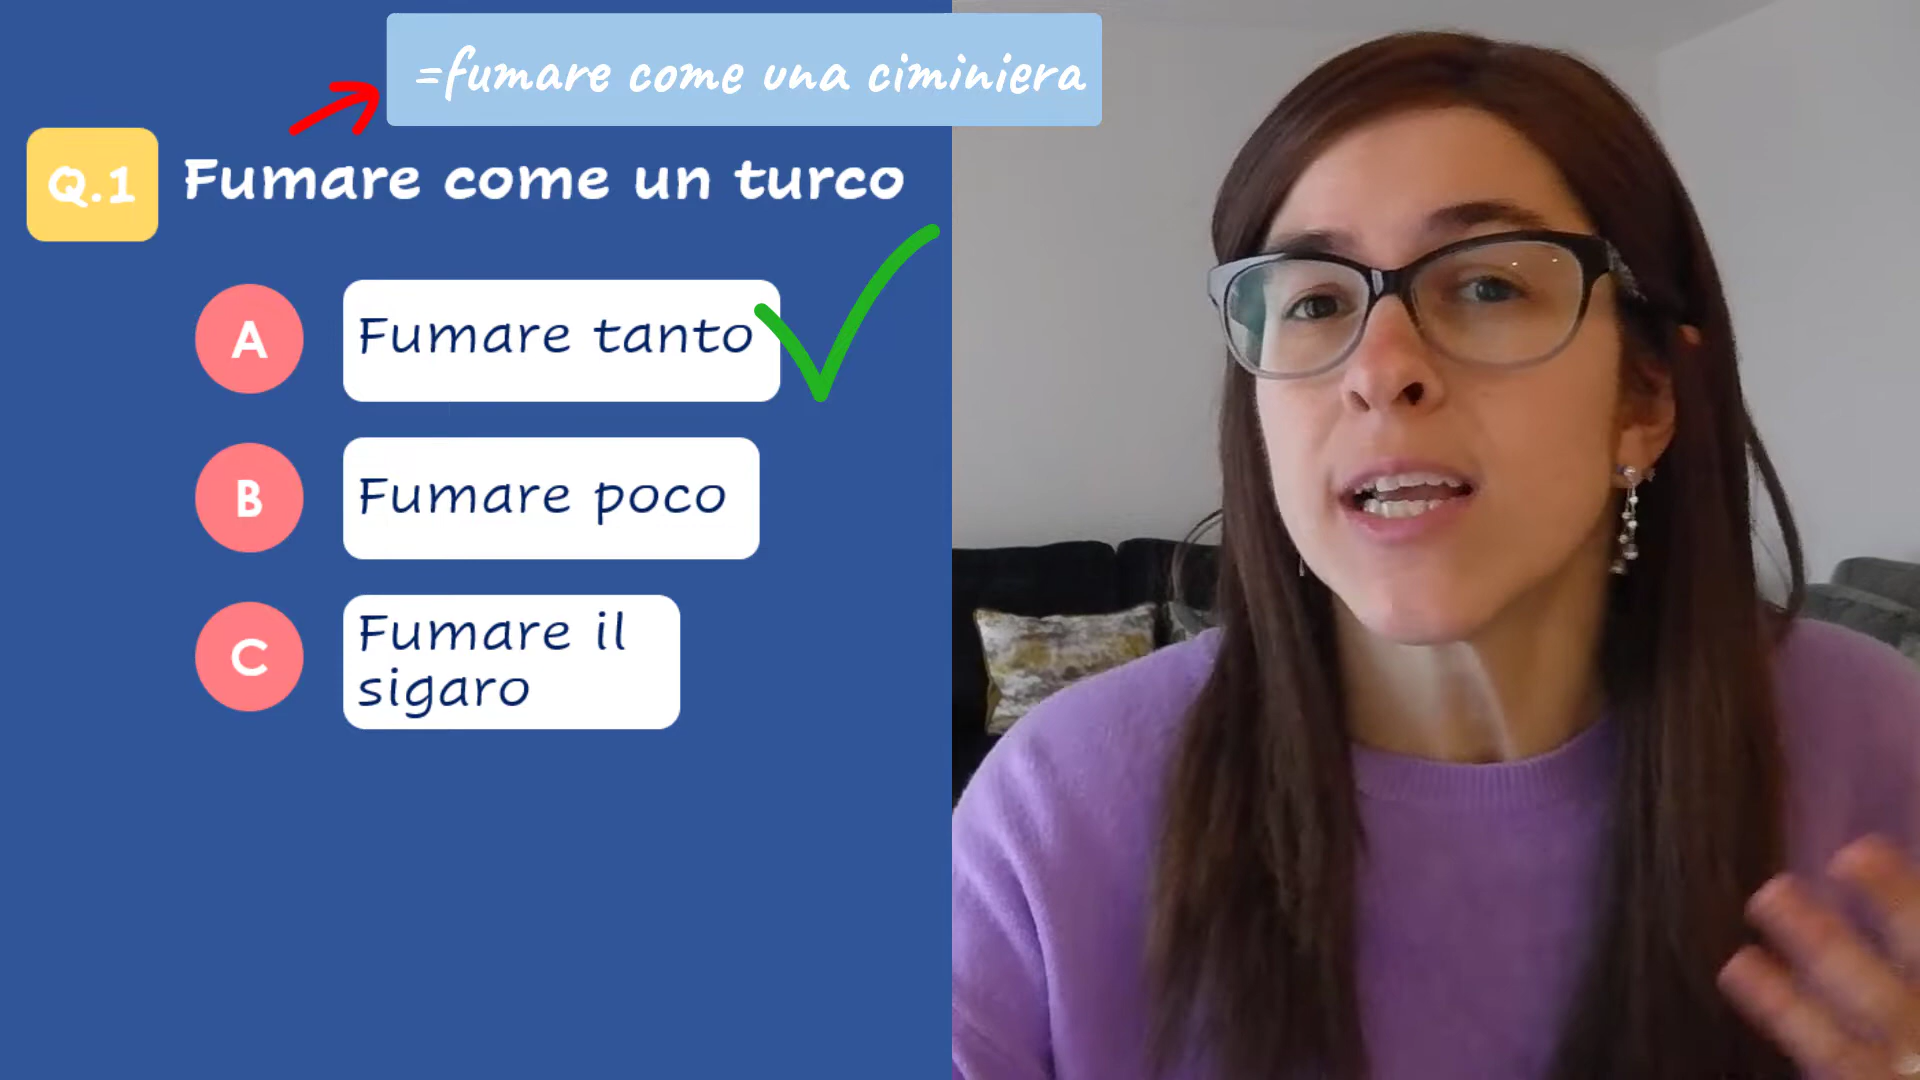 =fumare come una ciminiera
Q.1 Fumare come un turco
A Fumare tanto
B Fumare poco
C Fumare il
sigaro